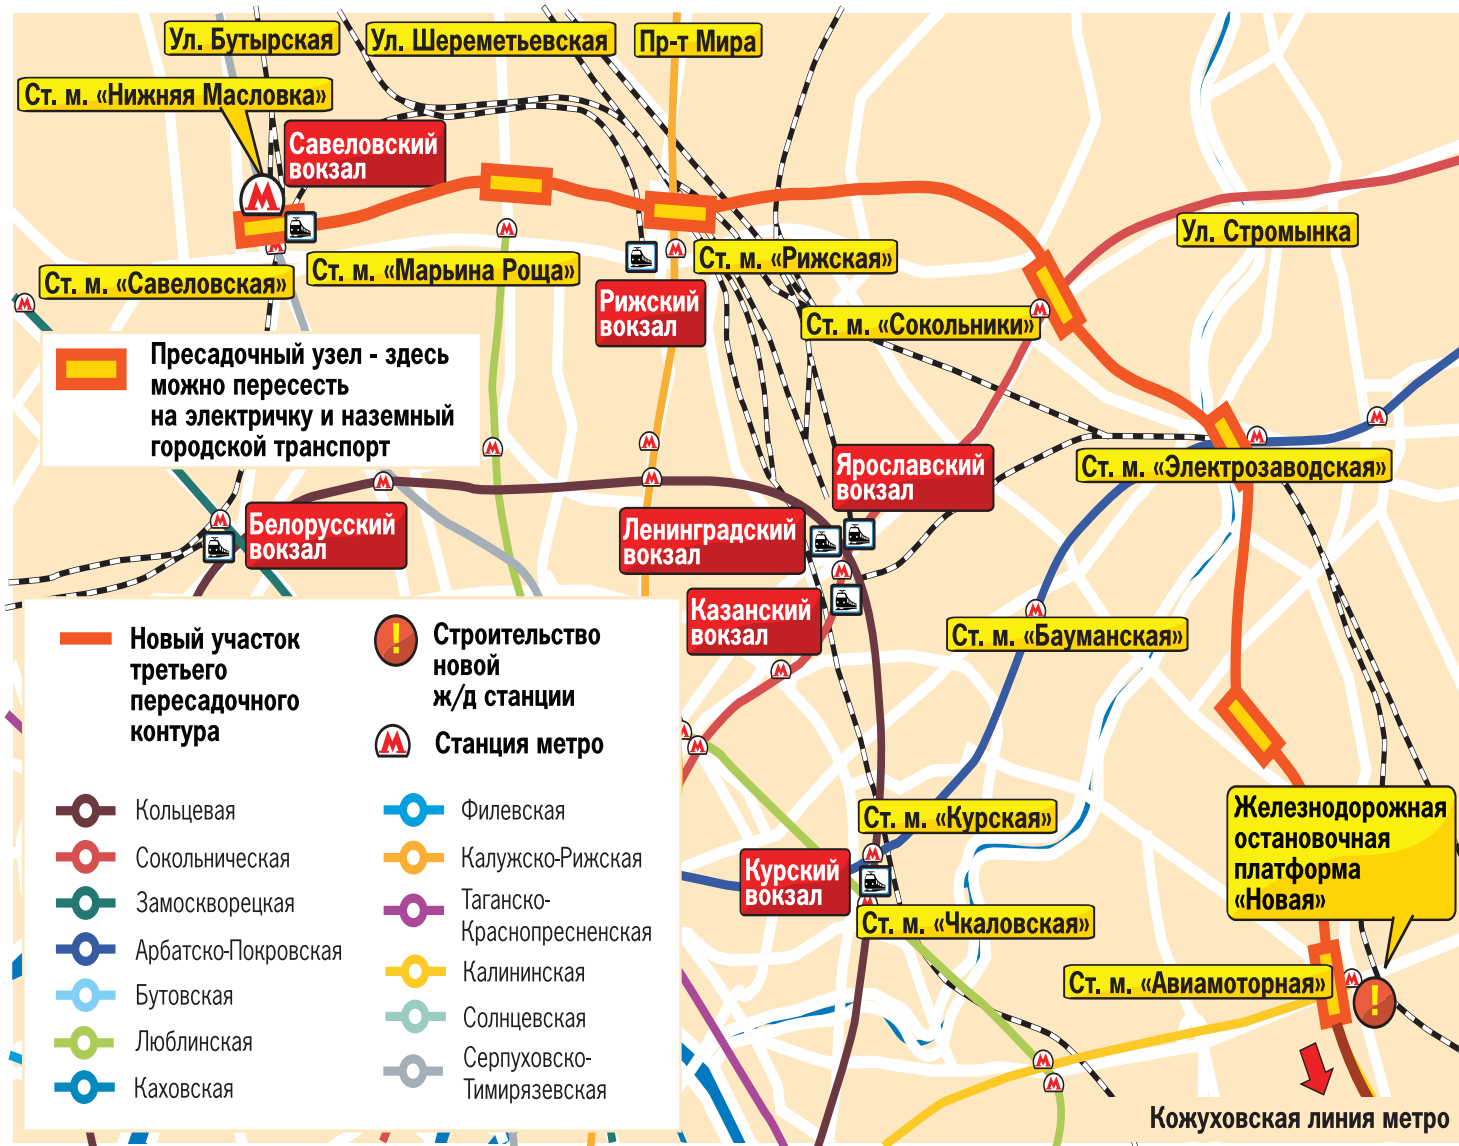 Ул. Бутырская
Ул. Шереметьевская
Пр-т Мира
Ст. м. «Нижняя Масловка»
Савеловский
вокзал
Ул. Стромынка
Ст. м. «Савеловская»
Ст. м. «Марьина Роща»
Ст. м. «Рижская»
Рижский
вокзал
Ст. м. «Сокольники»
Пресадочный узел - здесь
можно пересесть
на электричку и наземный
городской транспорт
Ярославский
вокзал
Ст. м. «Электрозаводская»
Белорусский
вокзал
Ленинградский
вокзал
Казанский
вокзал
Ст. м. «Бауманская»
Новый участок
третьего
пересадочного
контура
!
Строительство
новой
ж/д станции
М
Станция метро
Кольцевая
Сокольническая
Замоскворецкая
Арбатско-Покровская
Бутовская
Люблинская
Каховская
Филевская
Калужско-Рижская
Таганско-
Краснопресненская
Калининская
Солнцевская
Серпуховско-
Тимирязевская
Ст. м. «Курская»
Курский
вокзал
Ст. м. «Чкаловская»
Железнодорожная
остановочная
платформа
«Новая»
Ст. м. «Авиамоторная»
!
Кожуховская линия метро